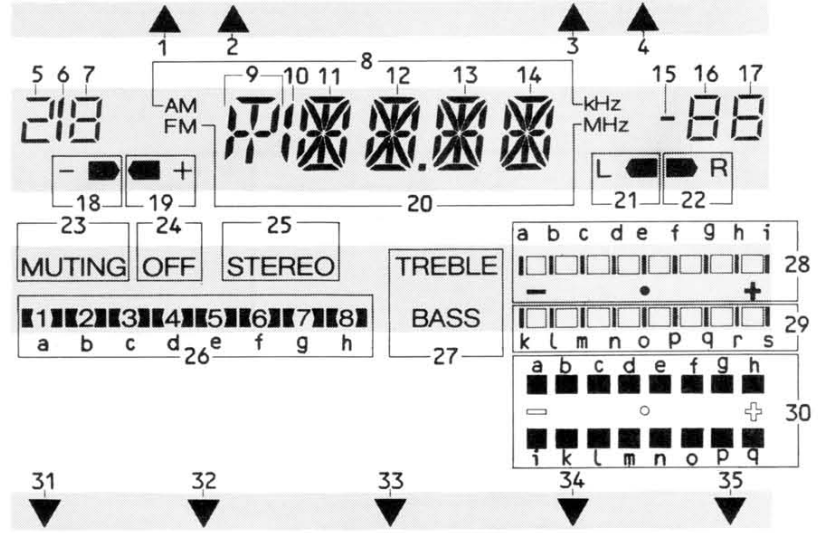 1 2 3 4
5 6 7 8 9 10 11 12 13 14 15 16 17
AM kHz
218 - 88
FM MHz
- + L R
18 19 20 21 22
23 24 25
MUTING OFF STEREO TREBLE
a b c d e f g h i
28
- • +
1 2 3 4 5 6 7 8 BASS
29
a b c d e f g h
k l m n o p q r s
26 27
a b c d e f g h
30
i k l m n o p q
31 32 33 34 35